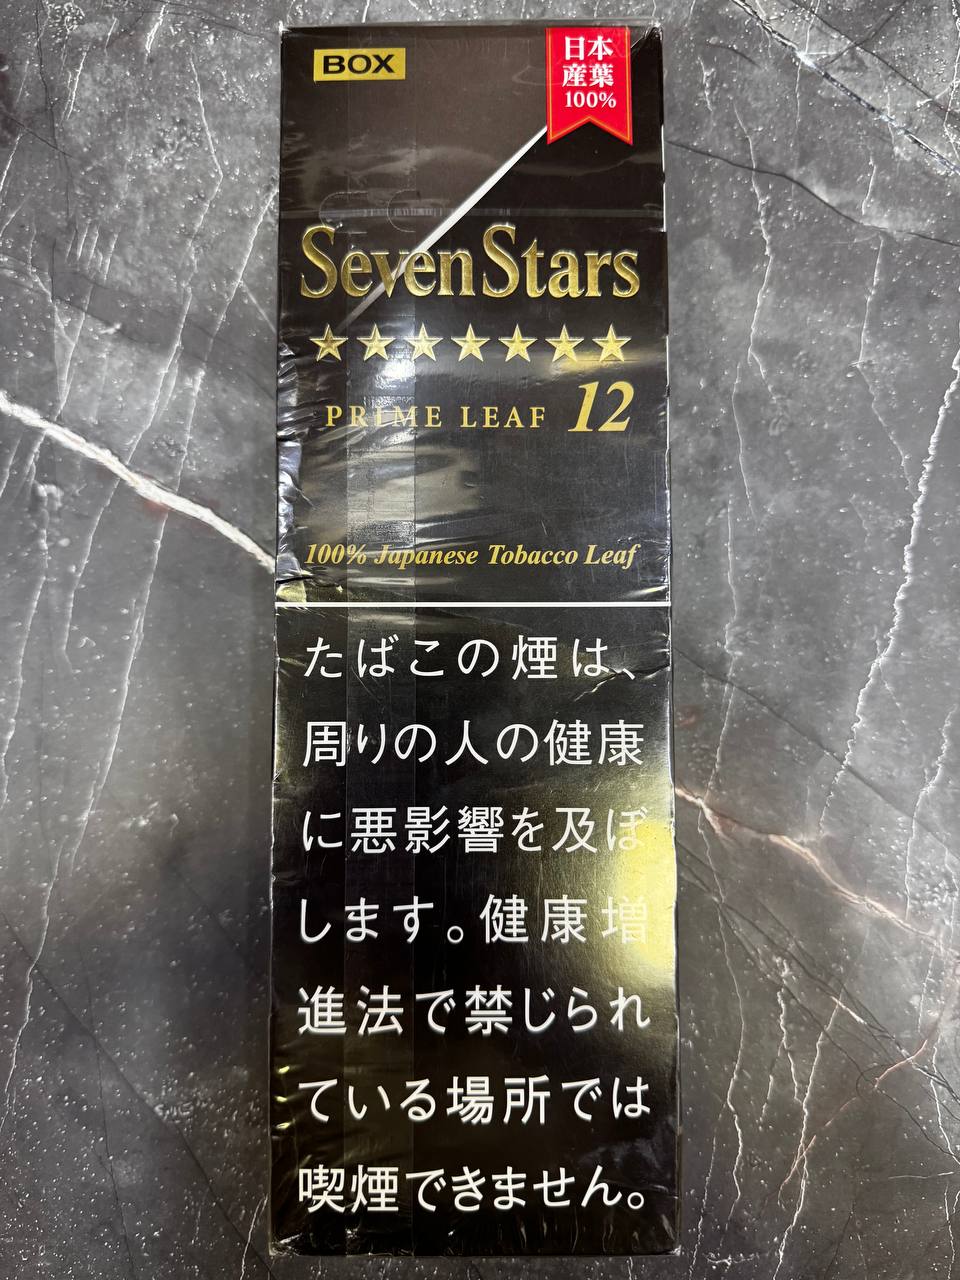 BOX
日本
産葉
100%
Seven Stars
PRIME LEAF 12
100% Japanese Tobacco Leaf
たばこの煙は、
周りの人の健康
に悪影響を及ぼ
します。健康増
進法で禁じられ
ている場所では
喫煙できません。